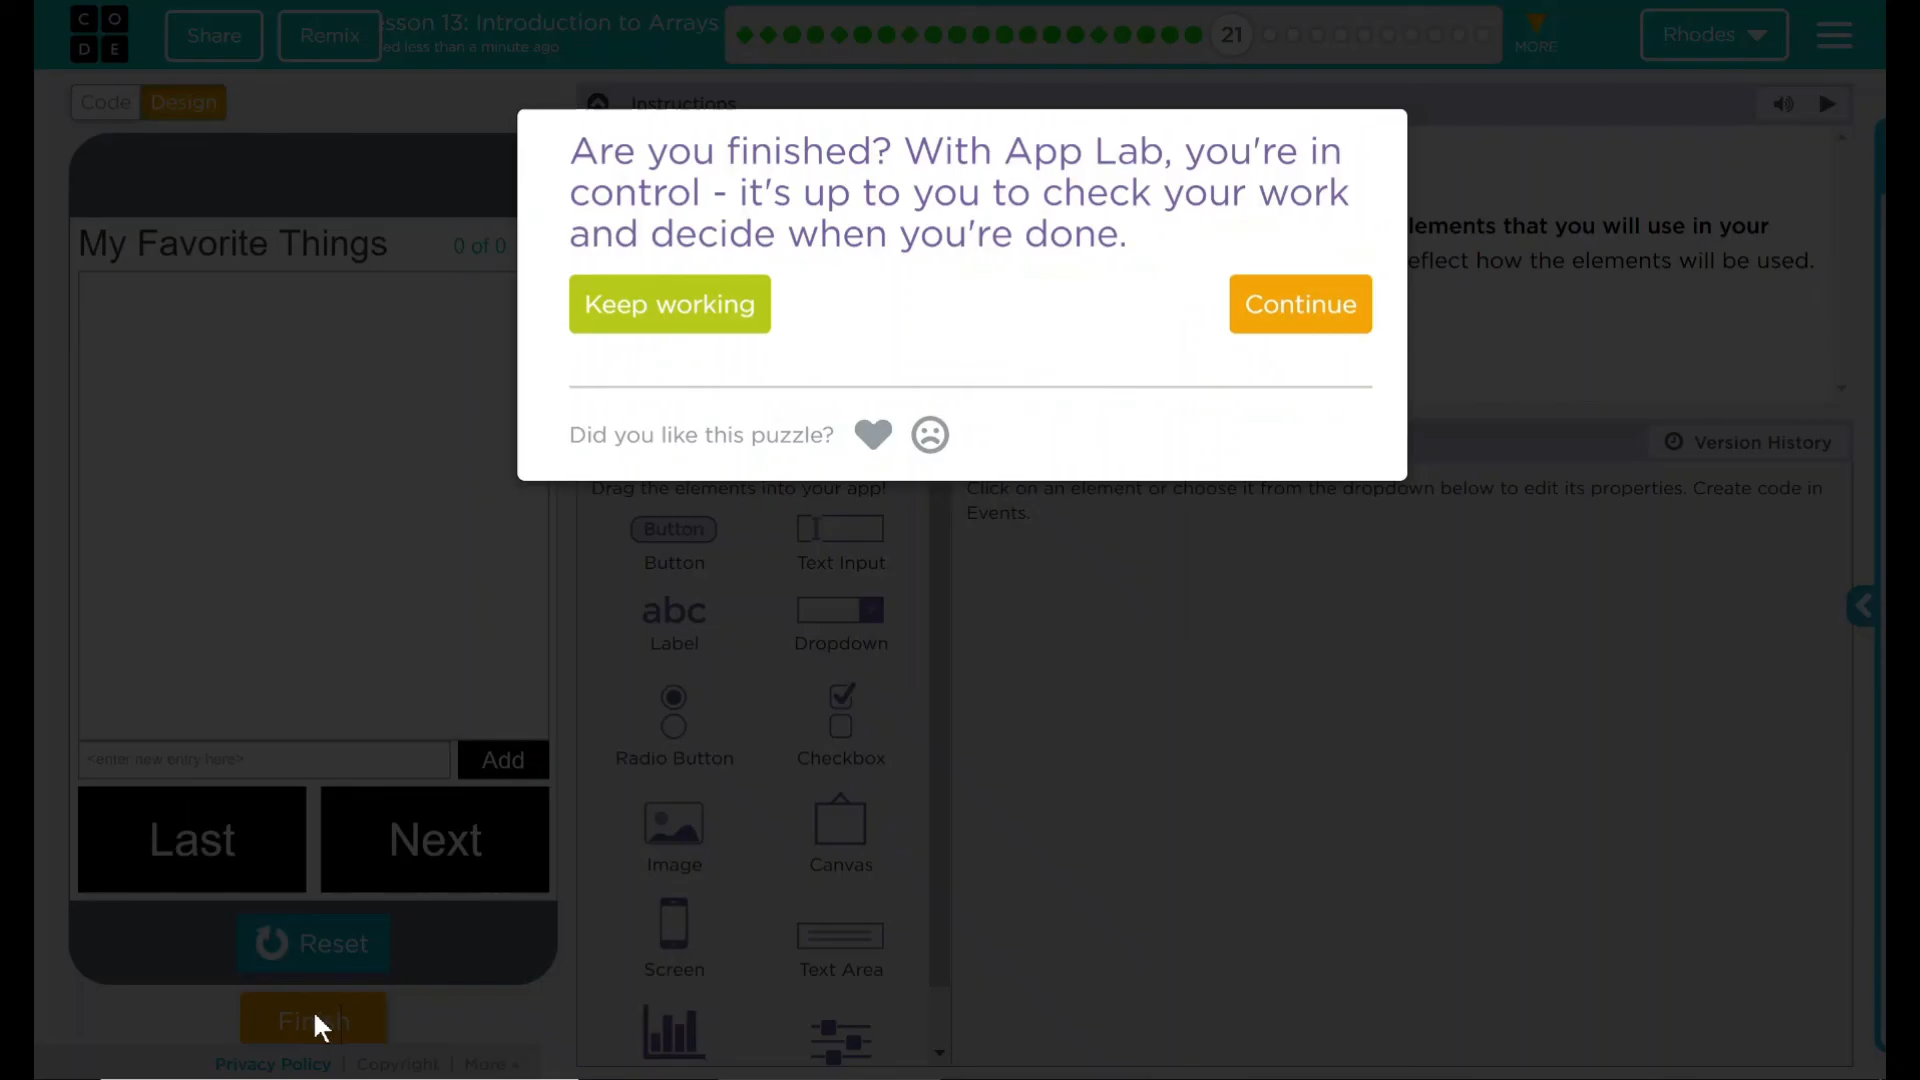 C O
D E
Share
Remix
sson 13: Introduction to Arrays
ed less than a minute ago
21
MORE
Rhodes
Code
Design
Instructions
Are you finished? With App Lab, you're in
control - it's up to you to check your work
and decide when you're done.
Keep working
Continue
Did you like this puzzle?
lements that you will use in your
eflect how the elements will be used.
Version History
My Favorite Things
0 of 0
<enter new entry here>
Add
Last
Next
Reset
Privacy Policy | Copyright | More
Drag the elements into your app!
Button
Button
Text Input
abc
Label
Dropdown
Radio Button
Checkbox
Image
Canvas
Screen
Text Area
Click on an element or choose it from the dropdown below to edit its properties. Create code in
Events.